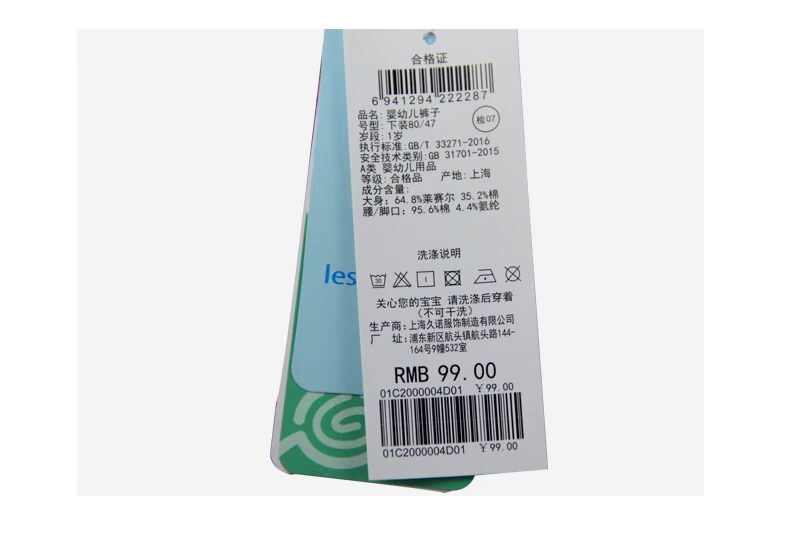 合格证
6 941294 222287
品名: 婴幼儿裤子
号型: 下装80/47
检07
岁段: 1岁
执行标准:GB/T 33271-2016
安全技术类别:GB 31701-2015
A类 婴幼儿用品
等级:合格品 产地:上海
成分含量:
大身: 64.8%莱赛尔 35.2%棉
腰/脚口: 95.6%棉 4.4%氨纶
洗涤说明
30
les
关心您的宝宝 请洗涤后穿着
(不可干洗)
生产商:上海久诺服饰制造有限公司
厂 址:浦东新区航头镇航头路144-
164号9幢532室
RMB 99.00
01C2000004D01 ￥99.00
01C2000004D01 ￥99.00